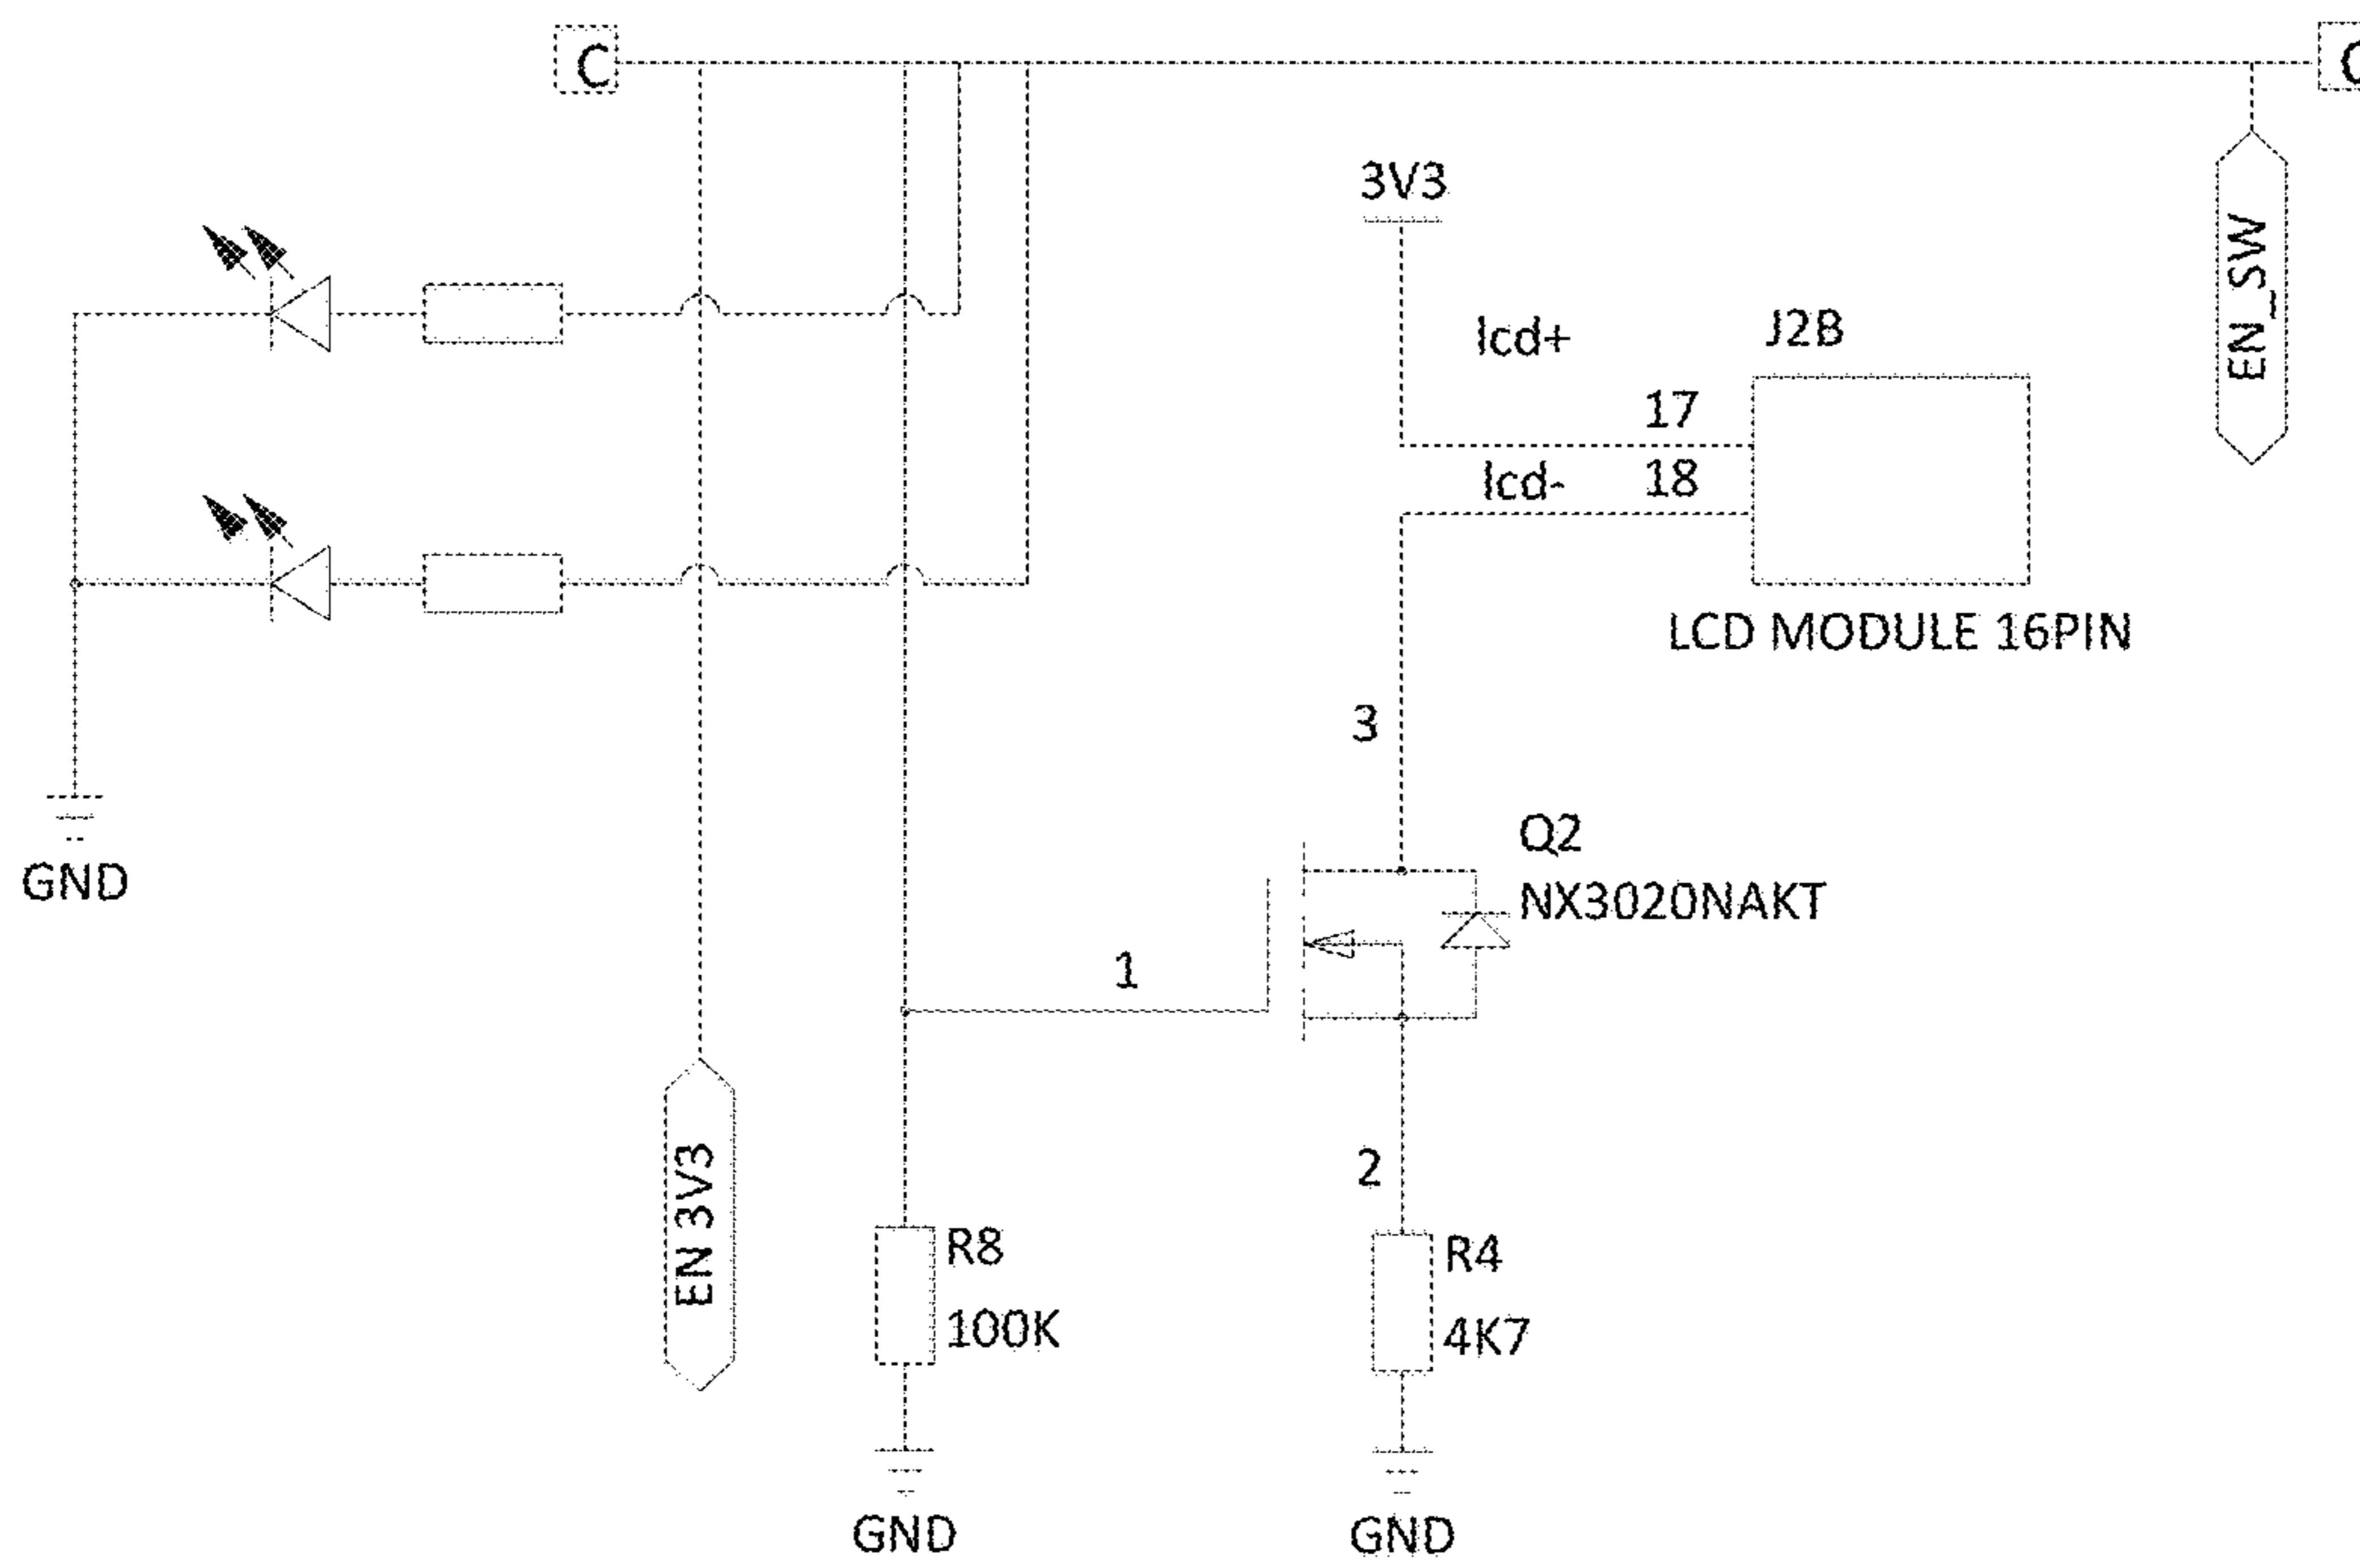 C
3V3
EN_SW
lcd+
J2B
17
lcd-
18
LCD MODULE 16PIN
3
Q2
GND
NX3020NAKT
1
EN 3V3
2
R8
R4
100K
4K7
GND
GND